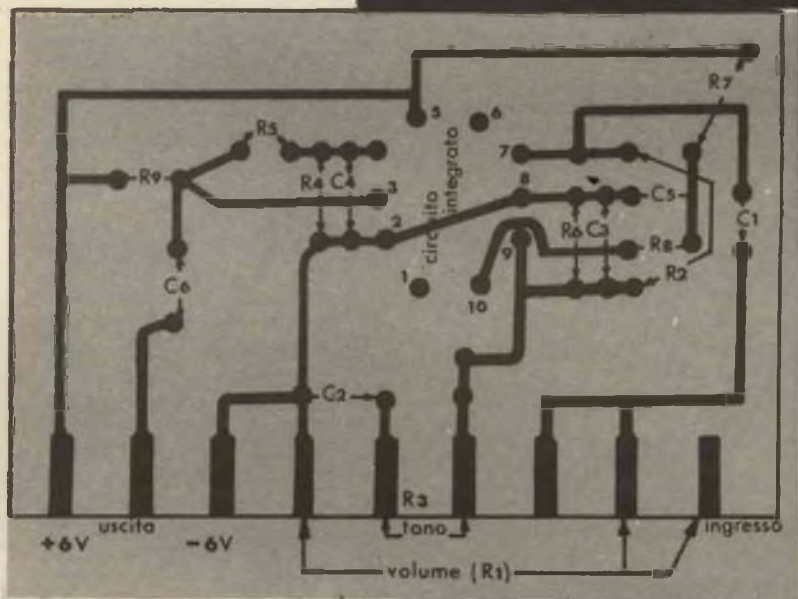 R7
5
6
R5
R4
C4
circuito
integrato
7
8
R9
3
C5
C1
2
R6
C3
9
R8
R2
C6
1
10
C2
R3
uscita
tono
ingresso
+6V
-6V
volume (R1)